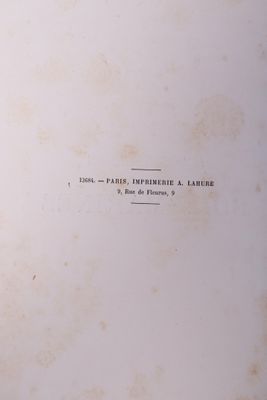 13684. — PARIS, IMPRIMERIE A. LAHURE
9, Rue de Fleurus, 9